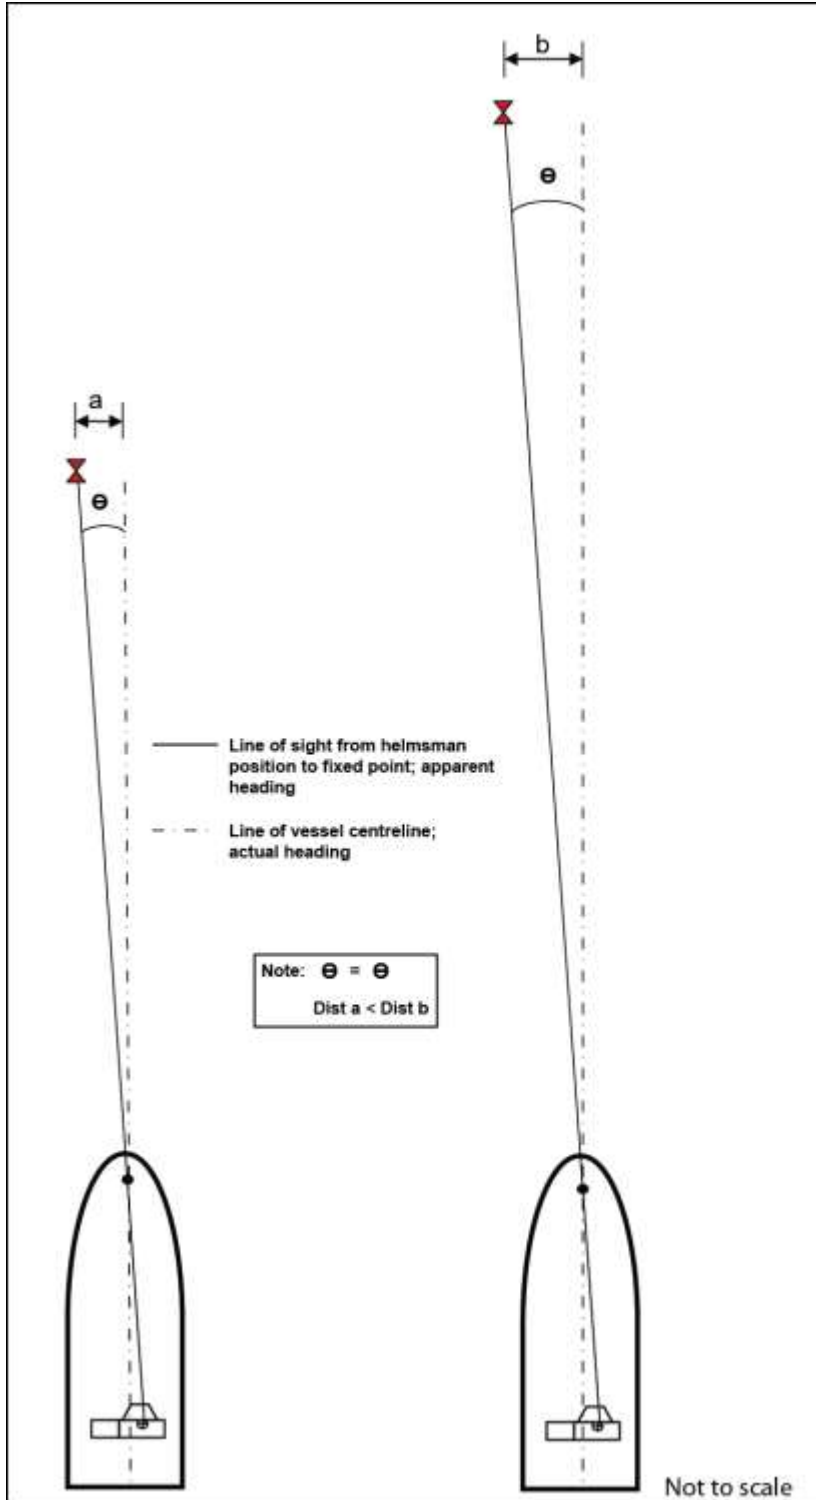 b
ϴ
a
ϴ
Line of sight from helmsman
position to fixed point; apparent
heading
Line of vessel centreline;
actual heading
Note: ϴ = ϴ
Dist a < Dist b
Not to scale